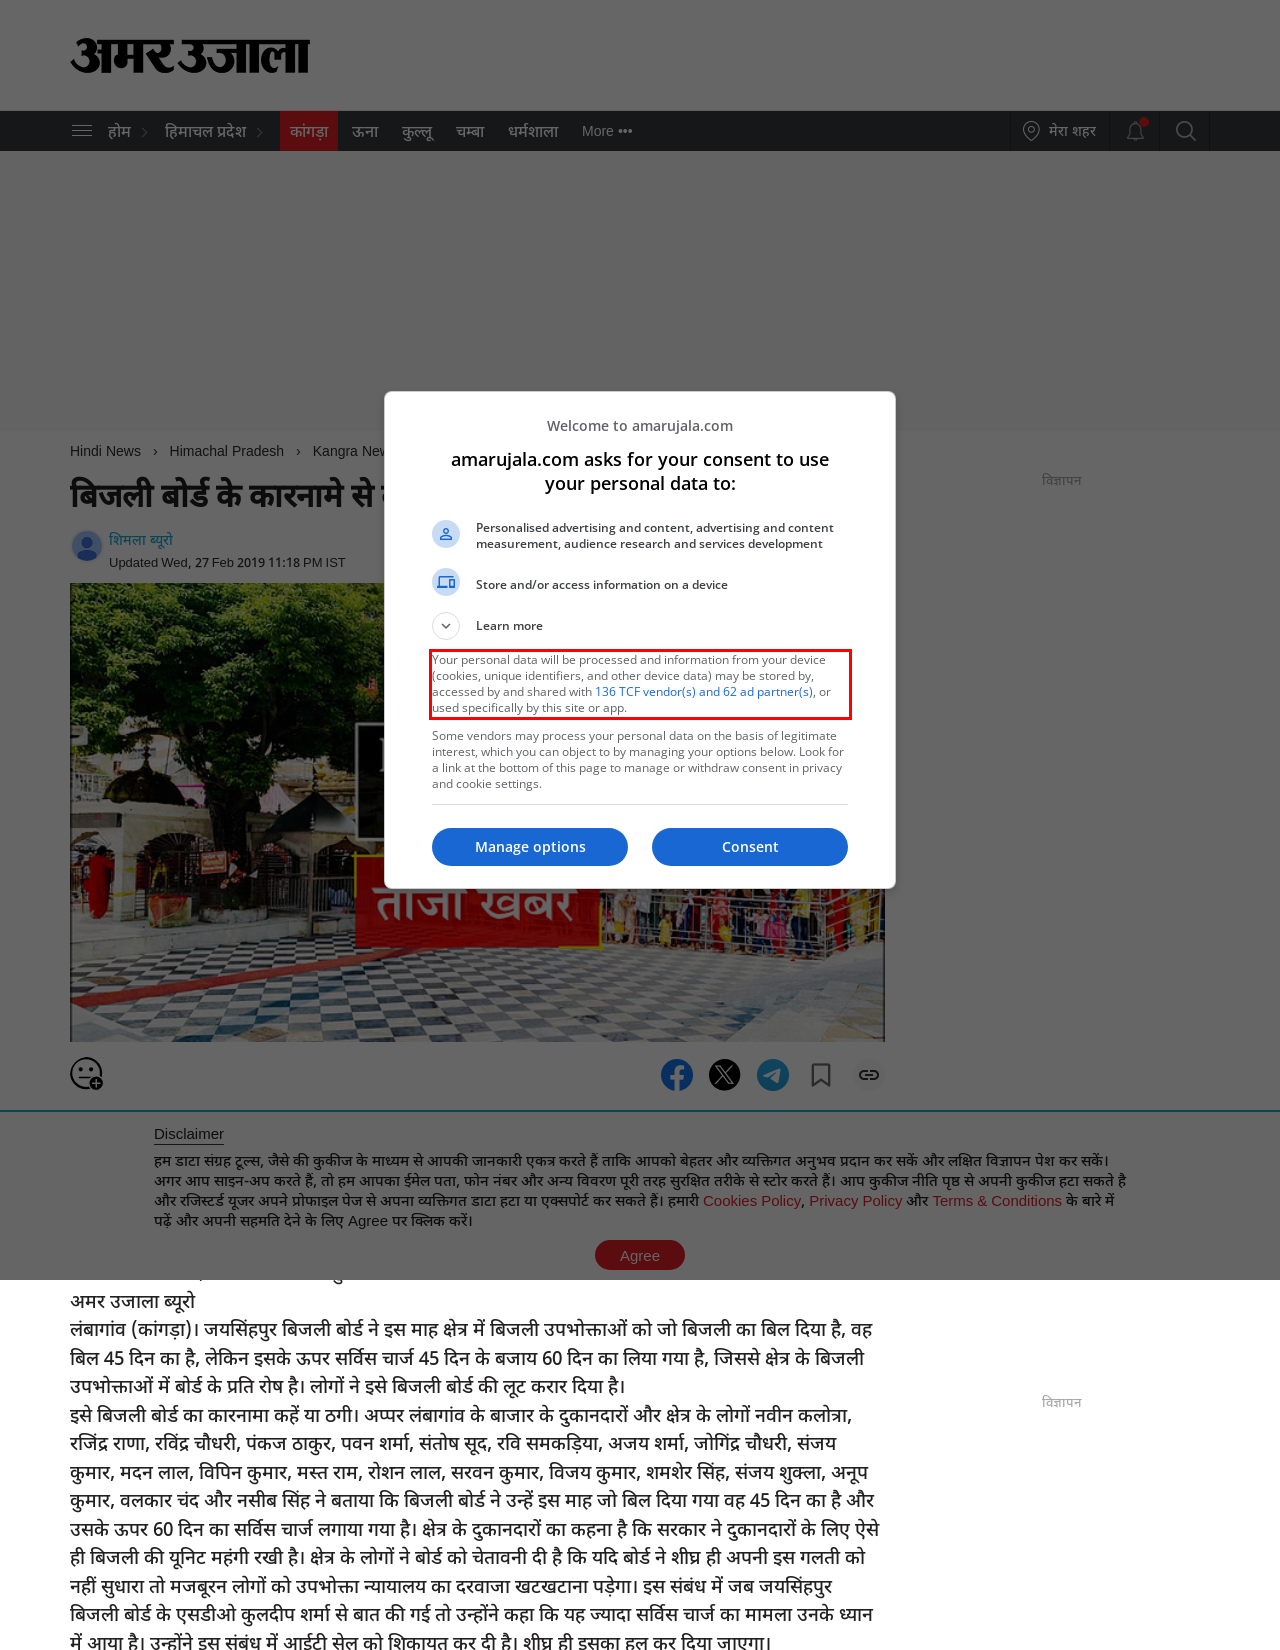 अमर उजाला
होम
हिमाचल प्रदेश
कांगड़ा
ऊना
कुल्लू
चम्बा
धर्मशाला
More •••
मेरा शहर
Hindi News › Himachal Pradesh › Kangra
विज्ञापन
बिजली बोर्ड के कारनामे से
शिमला ब्यूरो
Updated Wed, 27 Feb 2019 11:18 PM IST
Welcome to amarujala.com
amarujala.com asks for your consent to use
your personal data to:
Personalised advertising and content, advertising and content
measurement, audience research and services development
Store and/or access information on a device
Learn more
Your personal data will be processed and information from your device
(cookies, unique identifiers, and other device data) may be stored by,
accessed by and shared with 136 TCF vendor(s) and 62 ad partner(s), or
used specifically by this site or app.
Some vendors may process your personal data on the basis of legitimate
interest, which you can object to by managing your options below. Look for
a link at the bottom of this page to manage or withdraw consent in privacy
and cookie settings.
Manage options
Consent
ताजा खबर
Disclaimer
हम डाटा संग्रह टूल्स, जैसे की कुकीज के माध्यम से आपकी जानकारी एकत्र करते हैं ताकि आपको बेहतर और व्यक्तिगत अनुभव प्रदान कर सकें और लक्षित विज्ञापन पेश कर सकें।
अगर आप साइन-अप करते हैं, तो हम आपका ईमेल पता, फोन नंबर और अन्य विवरण पूरी तरह सुरक्षित तरीके से स्टोर करते हैं। आप कुकीज नीति पृष्ठ से अपनी कुकीज हटा सकते है
और रजिस्टर्ड यूजर अपने प्रोफाइल पेज से अपना व्यक्तिगत डाटा हटा या एक्सपोर्ट कर सकते हैं। हमारी Cookies Policy, Privacy Policy और Terms & Conditions के बारे में
पढ़ें और अपनी सहमति देने के लिए Agree पर क्लिक करें।
Agree
अमर उजाला ब्यूरो
लंबागांव (कांगड़ा)। जयसिंहपुर बिजली बोर्ड ने इस माह क्षेत्र में बिजली उपभोक्ताओं को जो बिजली का बिल दिया है, वह
बिल 45 दिन का है, लेकिन इसके ऊपर सर्विस चार्ज 45 दिन के बजाय 60 दिन का लिया गया है, जिससे क्षेत्र के बिजली
उपभोक्ताओं में बोर्ड के प्रति रोष है। लोगों ने इसे बिजली बोर्ड की लूट करार दिया है।
विज्ञापन
इसे बिजली बोर्ड का कारनामा कहें या ठगी। अप्पर लंबागांव के बाजार के दुकानदारों और क्षेत्र के लोगों नवीन कलोत्रा,
रजिंद्र राणा, रविंद्र चौधरी, पंकज ठाकुर, पवन शर्मा, संतोष सूद, रवि समकड़िया, अजय शर्मा, जोगिंद्र चौधरी, संजय
कुमार, मदन लाल, विपिन कुमार, मस्त राम, रोशन लाल, सरवन कुमार, विजय कुमार, शमशेर सिंह, संजय शुक्ला, अनूप
कुमार, वलकार चंद और नसीब सिंह ने बताया कि बिजली बोर्ड ने उन्हें इस माह जो बिल दिया गया वह 45 दिन का है और
उसके ऊपर 60 दिन का सर्विस चार्ज लगाया गया है। क्षेत्र के दुकानदारों का कहना है कि सरकार ने दुकानदारों के लिए ऐसे
ही बिजली की यूनिट महंगी रखी है। क्षेत्र के लोगों ने बोर्ड को चेतावनी दी है कि यदि बोर्ड ने शीघ्र ही अपनी इस गलती को
नहीं सुधारा तो मजबूरन लोगों को उपभोक्ता न्यायालय का दरवाजा खटखटाना पड़ेगा। इस संबंध में जब जयसिंहपुर
बिजली बोर्ड के एसडीओ कुलदीप शर्मा से बात की गई तो उन्होंने कहा कि यह ज्यादा सर्विस चार्ज का मामला उनके ध्यान
में आया है। उन्होंने इस संबंध में आईटी सेल को शिकायत कर दी है। शीघ्र ही इसका हल कर दिया जाएगा।